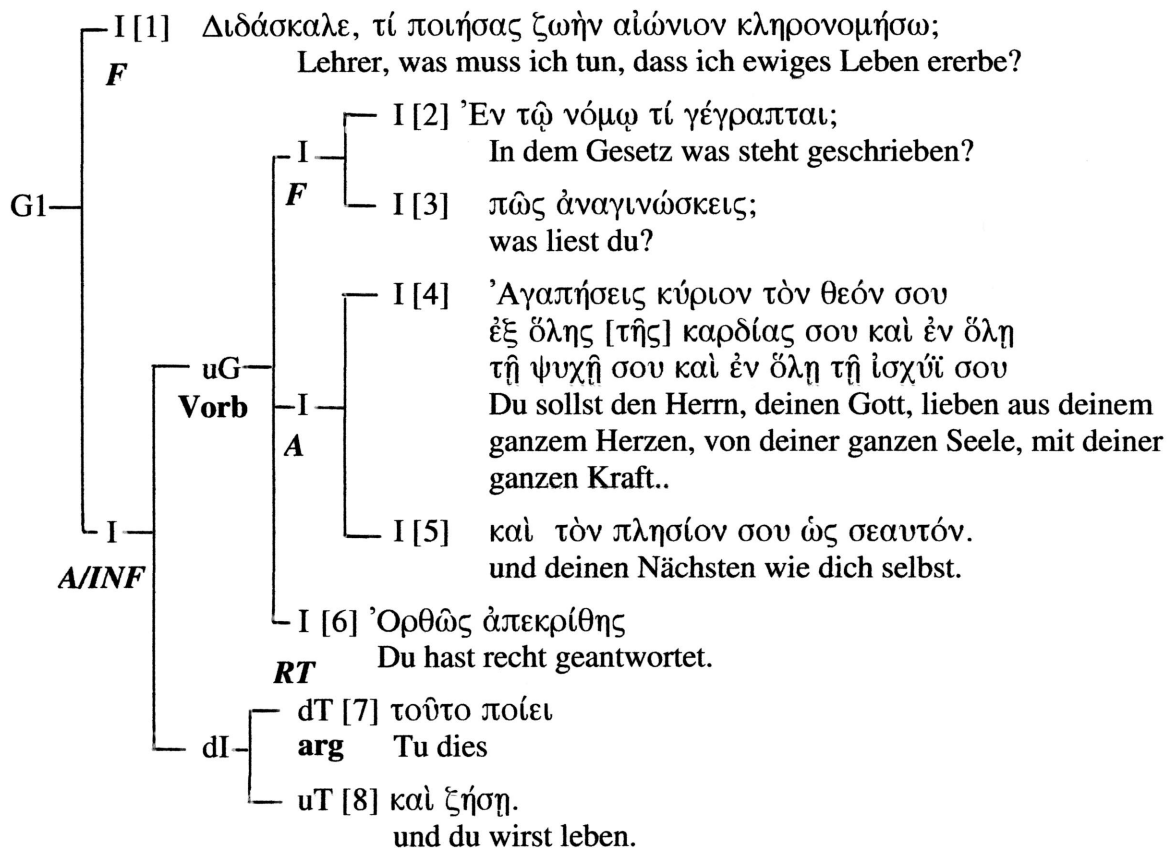 I [1] Διδάσκαλε, τί ποιήσας ζωὴν αἰώνιον κληρονομήσω;
F Lehrer, was muss ich tun, dass ich ewiges Leben ererbe?
I [2] Ἐν τῷ νόμῳ τί γέγραπται;
I In dem Gesetz was steht geschrieben?
F
G1 I [3] πῶς ἀναγινώσκεις;
was liest du?
I [4] Ἀγαπήσεις κύριον τὸν θεόν σου
ἐξ ὅλης [τῆς] καρδίας σου καὶ ἐν ὅλῃ
uG τῇ ψυχῇ σου καὶ ἐν ὅλῃ τῇ ἰσχύϊ σου
Vorb I Du sollst den Herrn, deinen Gott, lieben aus deinem
A ganzem Herzen, von deiner ganzen Seele, mit deiner
ganzen Kraft..
I I [5] καὶ τὸν πλησίον σου ὡς σεαυτόν.
A/INF und deinen Nächsten wie dich selbst.
I [6] Ὀρθῶς ἀπεκρίθης
RT Du hast recht geantwortet.
dT [7] τοῦτο ποίει
dI arg Tu dies
uT [8] καὶ ζήσῃ.
und du wirst leben.